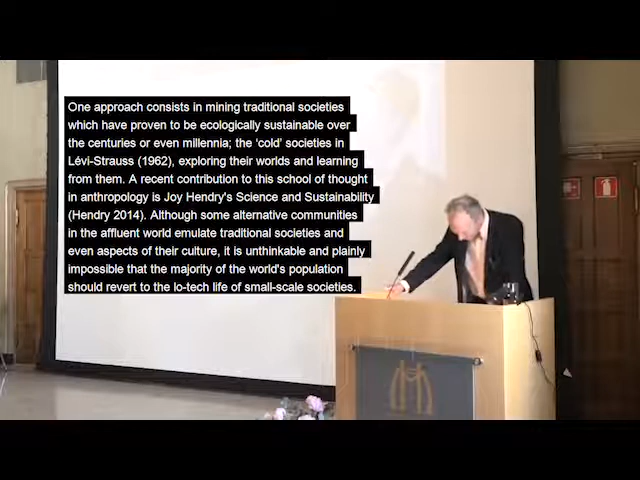 One approach consists in mining traditional societies
which have proven to be ecologically sustainable over
the centuries or even millennia; the 'cold' societies in
Lévi-Strauss (1962), exploring their worlds and learning
from them. A recent contribution to this school of thought
in anthropology is Joy Hendry's Science and Sustainability
(Hendry 2014). Although some alternative communities
in the affluent world emulate traditional societies and
even aspects of their culture, it is unthinkable and plainly
impossible that the majority of the world's population
should revert to the lo-tech life of small-scale societies.